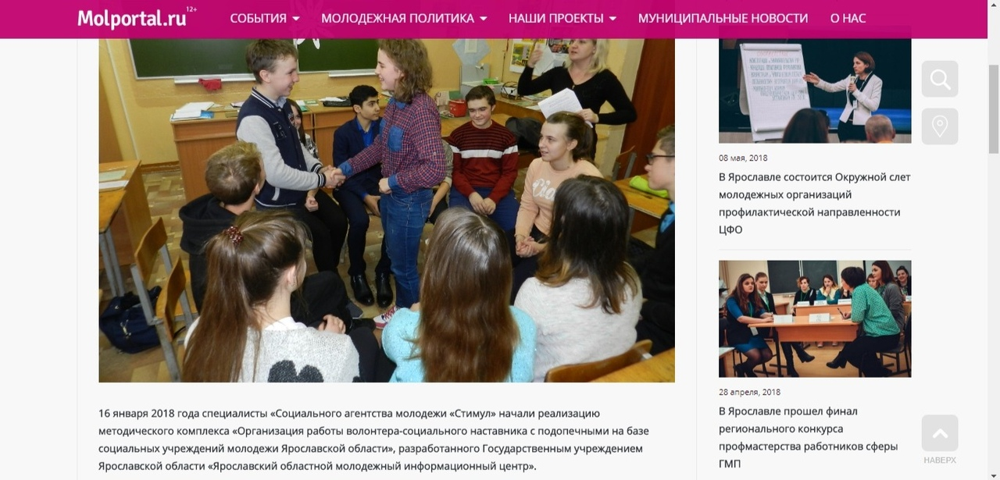 Molportal.ru
12+
СОБЫТИЯ
МОЛОДЕЖНАЯ ПОЛИТИКА
НАШИ ПРОЕКТЫ
МУНИЦИПАЛЬНЫЕ НОВОСТИ
О НАС
16 января 2018 года специалисты «Социального агентства молодежи «Стимул» начали реализацию
методического комплекса «Организация работы волонтера-социального наставника с подопечными на базе
социальных учреждений молодежи Ярославской области», разработанного Государственным учреждением
Ярославской области «Ярославский областной молодежный информационный центр».
08 мая, 2018
В Ярославле состоится Окружной слет
молодежных организаций
профилактической направленности
ЦФО
28 апреля, 2018
В Ярославле прошел финал
регионального конкурса
профмастерства работников сферы
ГМП
НАВЕРХ